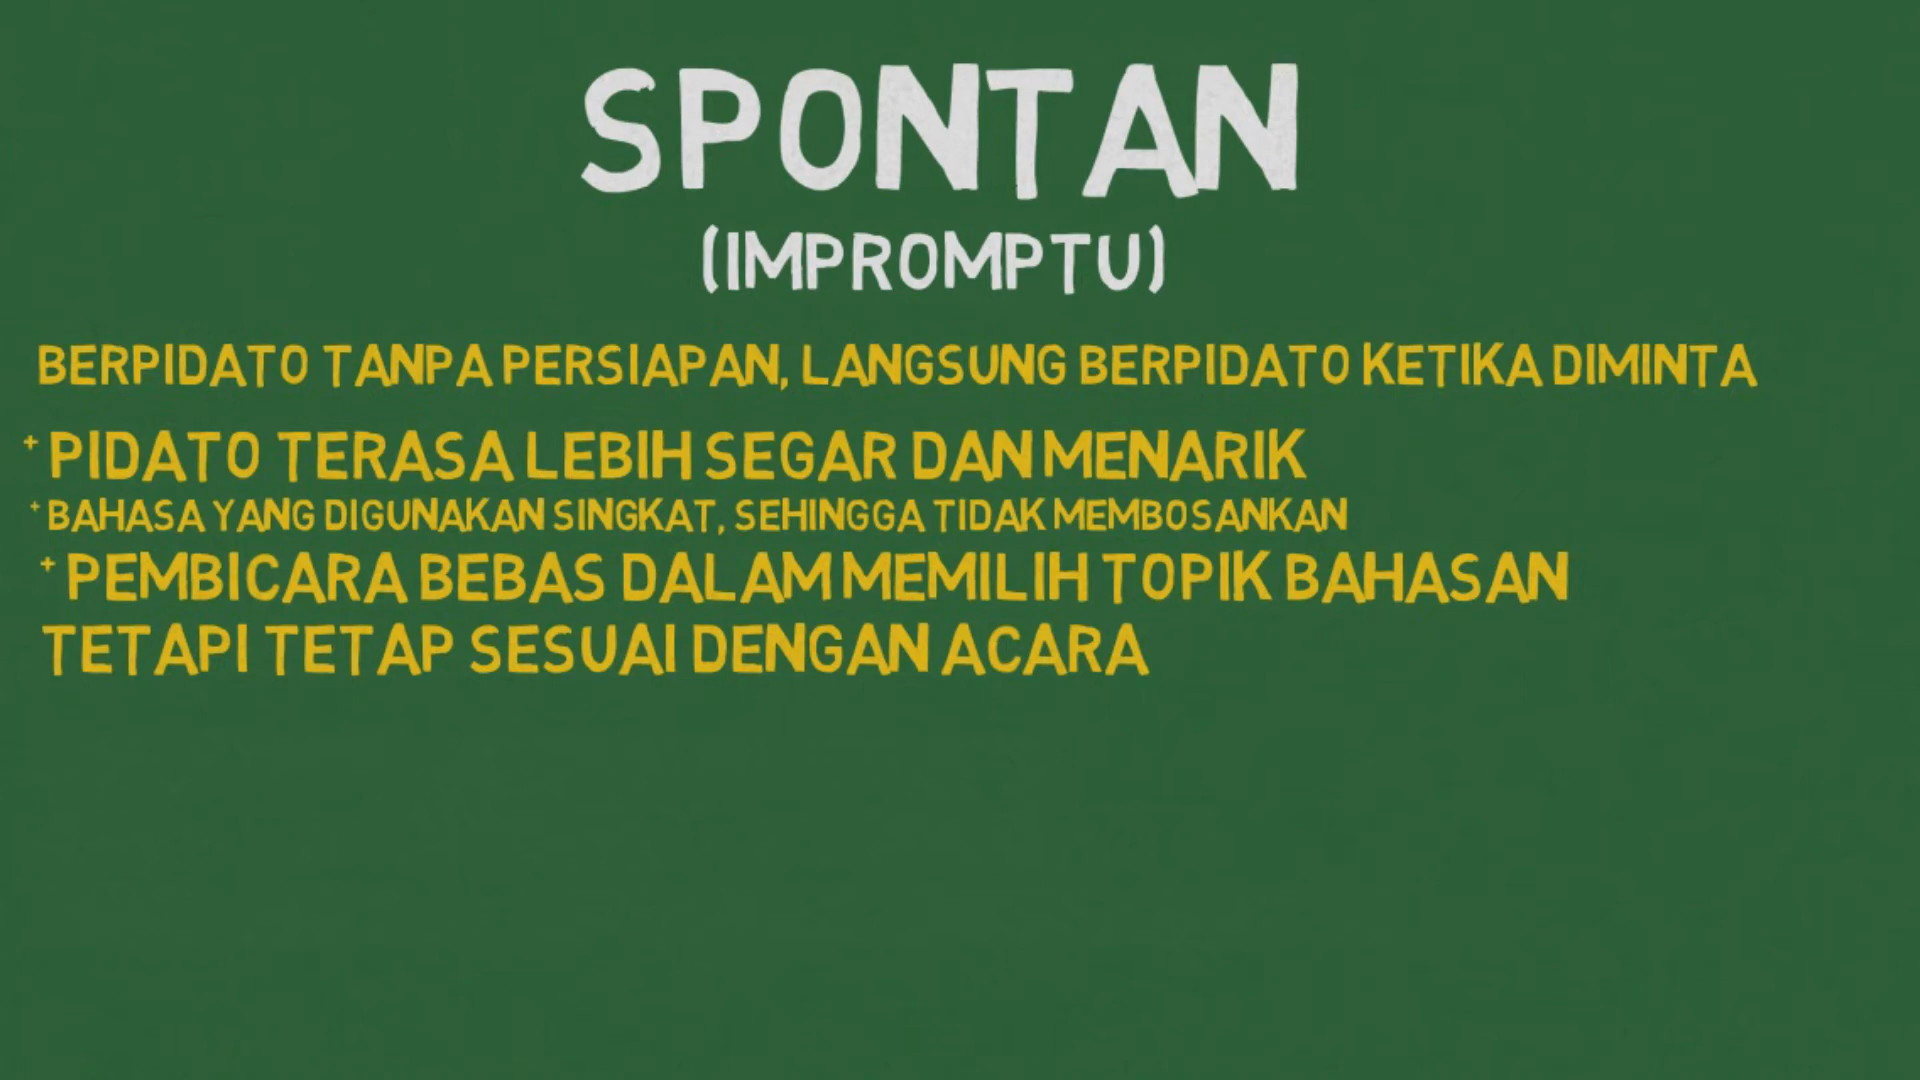 SPONTAN
(IMPROMPTU)
BERPIDATO TANPA PERSIAPAN, LANGSUNG BERPIDATO KETIKA DIMINTA
+ PIDATO TERASA LEBIH SEGAR DAN MENARIK
+ BAHASA YANG DIGUNAKAN SINGKAT, SEHINGGA TIDAK MEMBOSANKAN
+ PEMBICARA BEBAS DALAM MEMILIH TOPIK BAHASAN
TETAPI TETAP SESUAI DENGAN ACARA